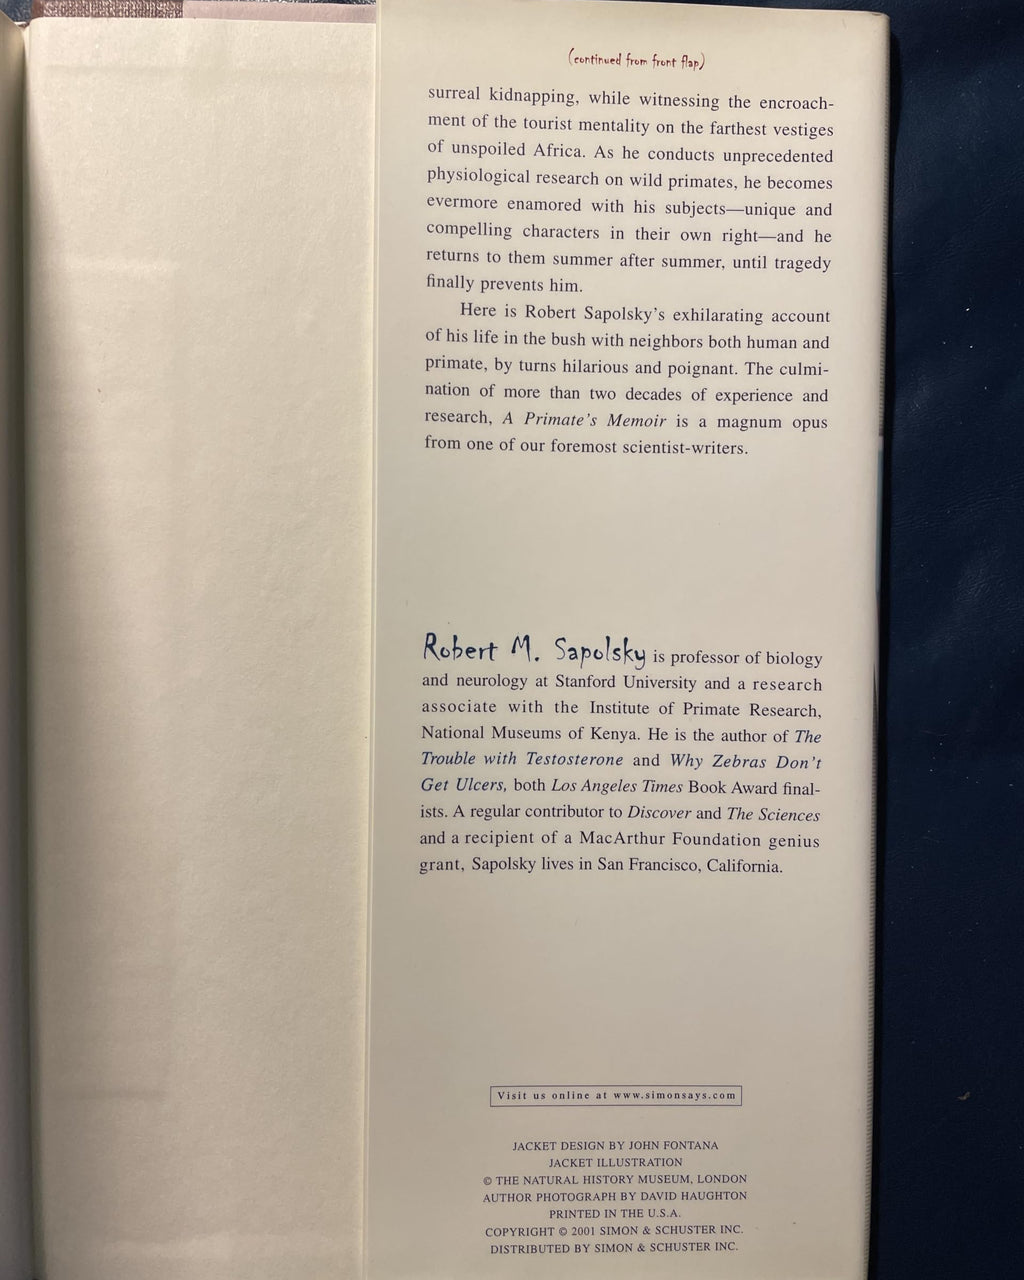 (continued from front flap)
surreal kidnapping, while witnessing the encroach-
ment of the tourist mentality on the farthest vestiges
of unspoiled Africa. As he conducts unprecedented
physiological research on wild primates, he becomes
evermore enamored with his subjects—unique and
compelling characters in their own right—and he
returns to them summer after summer, until tragedy
finally prevents him.
Here is Robert Sapolsky's exhilarating account
of his life in the bush with neighbors both human and
primate, by turns hilarious and poignant. The culmi-
nation of more than two decades of experience and
research, A Primate's Memoir is a magnum opus
from one of our foremost scientist-writers.
Robert M. Sapolsky is professor of biology
and neurology at Stanford University and a research
associate with the Institute of Primate Research,
National Museums of Kenya. He is the author of The
Trouble with Testosterone and Why Zebras Don't
Get Ulcers, both Los Angeles Times Book Award final-
ists. A regular contributor to Discover and The Sciences
and a recipient of a MacArthur Foundation genius
grant, Sapolsky lives in San Francisco, California.
Visit us online at www.simonsays.com
JACKET DESIGN BY JOHN FONTANA
JACKET ILLUSTRATION
© THE NATURAL HISTORY MUSEUM, LONDON
AUTHOR PHOTOGRAPH BY DAVID HAUGHTON
PRINTED IN THE U.S.A.
COPYRIGHT © 2001 SIMON & SCHUSTER INC.
DISTRIBUTED BY SIMON & SCHUSTER INC.